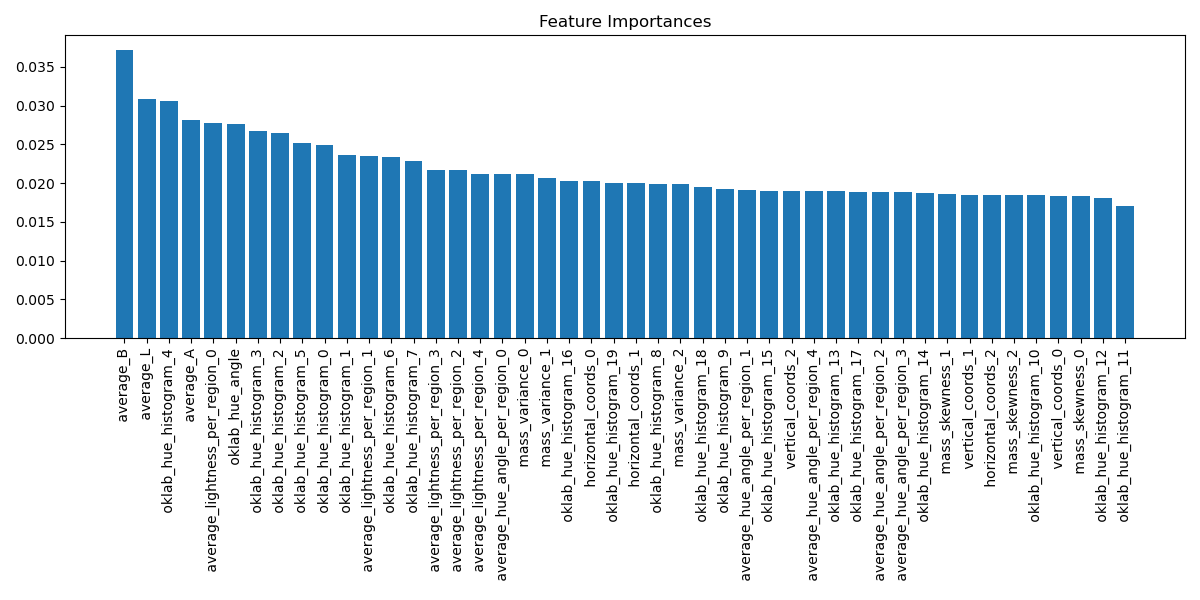 Feature Importances
0.035
0.030
0.025
0.020
0.015
0.010
0.005
0.000
average_B
average_L
oklab_hue_histogram_4
average_A
average_lightness_per_region_0
oklab_hue_angle
oklab_hue_histogram_3
oklab_hue_histogram_2
oklab_hue_histogram_5
oklab_hue_histogram_0
oklab_hue_histogram_1
average_lightness_per_region_1
oklab_hue_histogram_6
oklab_hue_histogram_7
average_lightness_per_region_3
average_lightness_per_region_2
average_lightness_per_region_4
average_hue_angle_per_region_0
mass_variance_0
mass_variance_1
oklab_hue_histogram_16
horizontal_coords_0
oklab_hue_histogram_19
horizontal_coords_1
oklab_hue_histogram_8
mass_variance_2
oklab_hue_histogram_18
oklab_hue_histogram_9
average_hue_angle_per_region_1
oklab_hue_histogram_15
vertical_coords_2
average_hue_angle_per_region_4
oklab_hue_histogram_13
oklab_hue_histogram_17
average_hue_angle_per_region_2
average_hue_angle_per_region_3
oklab_hue_histogram_14
mass_skewness_1
vertical_coords_1
horizontal_coords_2
mass_skewness_2
oklab_hue_histogram_10
vertical_coords_0
mass_skewness_0
oklab_hue_histogram_12
oklab_hue_histogram_11